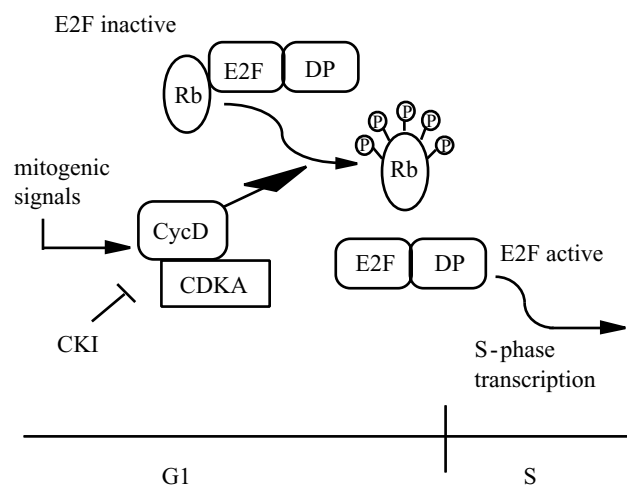 E2F inactive
E2F DP
Rb
P P P P P
Rb
mitogenic
signals
CycD
CDKA
CKI
E2F DP
E2F active
S-phase
transcription
G1 S